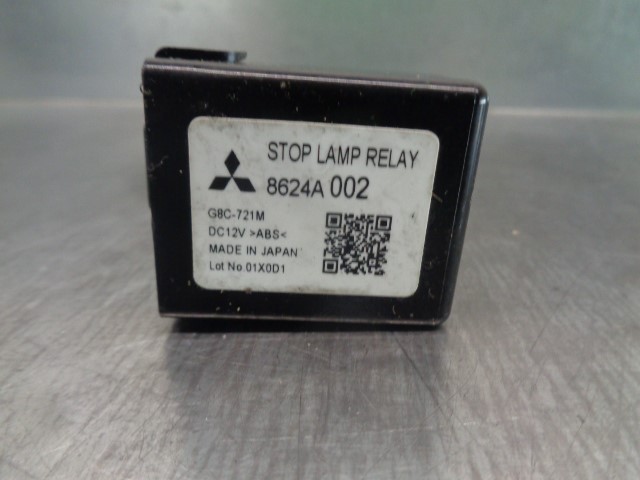 STOP LAMP RELAY
8624A 002
G8C-721M
DC12V >ABS<
MADE IN JAPAN
Lot No.01X0D1